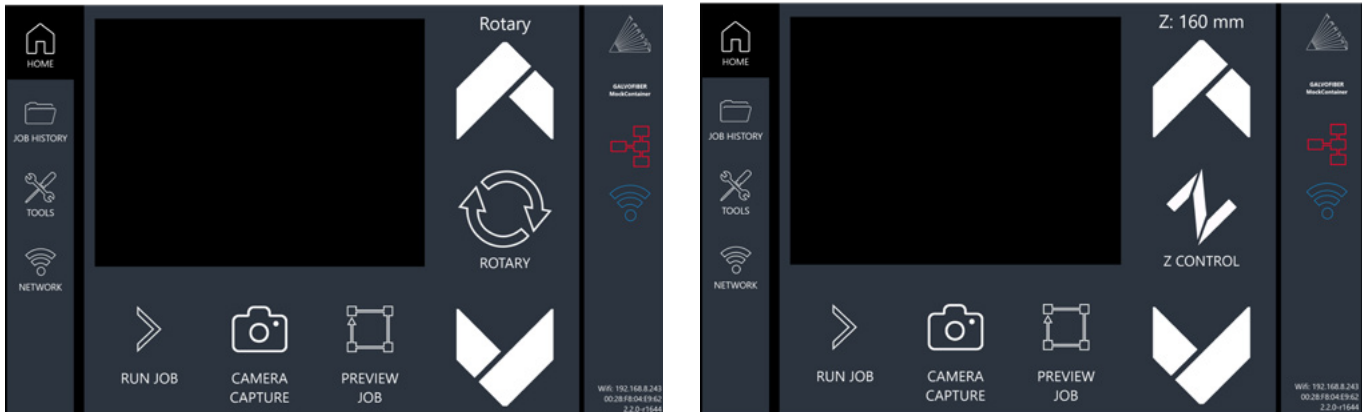 Rotary
HOME
JOB HISTORY
TOOLS
NETWORK
ROTARY
RUN JOB
CAMERA
CAPTURE
PREVIEW
JOB
GALVOFIBER
MockContainer
Wifi: 192.168.8.243
00:28:F8:04:E9:62
2.2.0-r1644
Z: 160 mm
HOME
JOB HISTORY
TOOLS
NETWORK
Z CONTROL
RUN JOB
CAMERA
CAPTURE
PREVIEW
JOB
GALVOFIBER
MockContainer
Wifi: 192.168.8.243
00:28:F8:04:E9:62
2.2.0-r1644